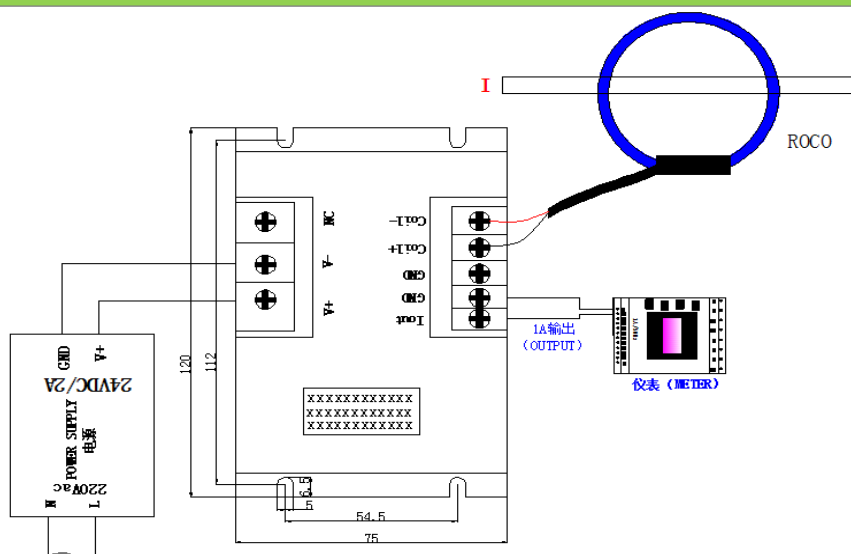 I
ROCO
NC
V-
V+
Coil-
Coil+
GND
GND
Iout
1A输出
(OUTPUT)
仪表 (METER)
GND
V+
24VDC/2A
POWER SUPPLY
电源
220Vac
N
L
120
112
XXXXXXXXXXXX
XXXXXXXXXXXX
XXXXXXXXXXXX
6.5
5
54.5
75